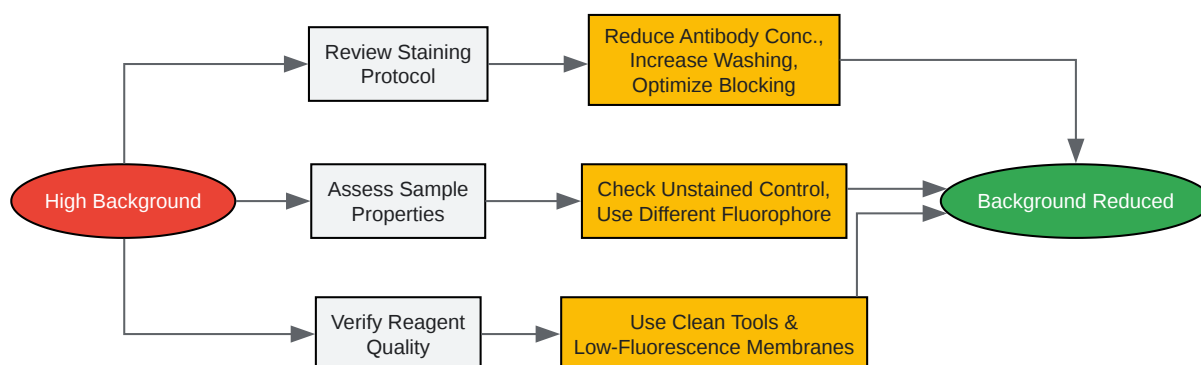 Review Staining
Protocol
Reduce Antibody Conc.,
Increase Washing,
Optimize Blocking
High Background
Assess Sample
Properties
Check Unstained Control,
Use Different Fluorophore
Background Reduced
Verify Reagent
Quality
Use Clean Tools &
Low-Fluorescence Membranes